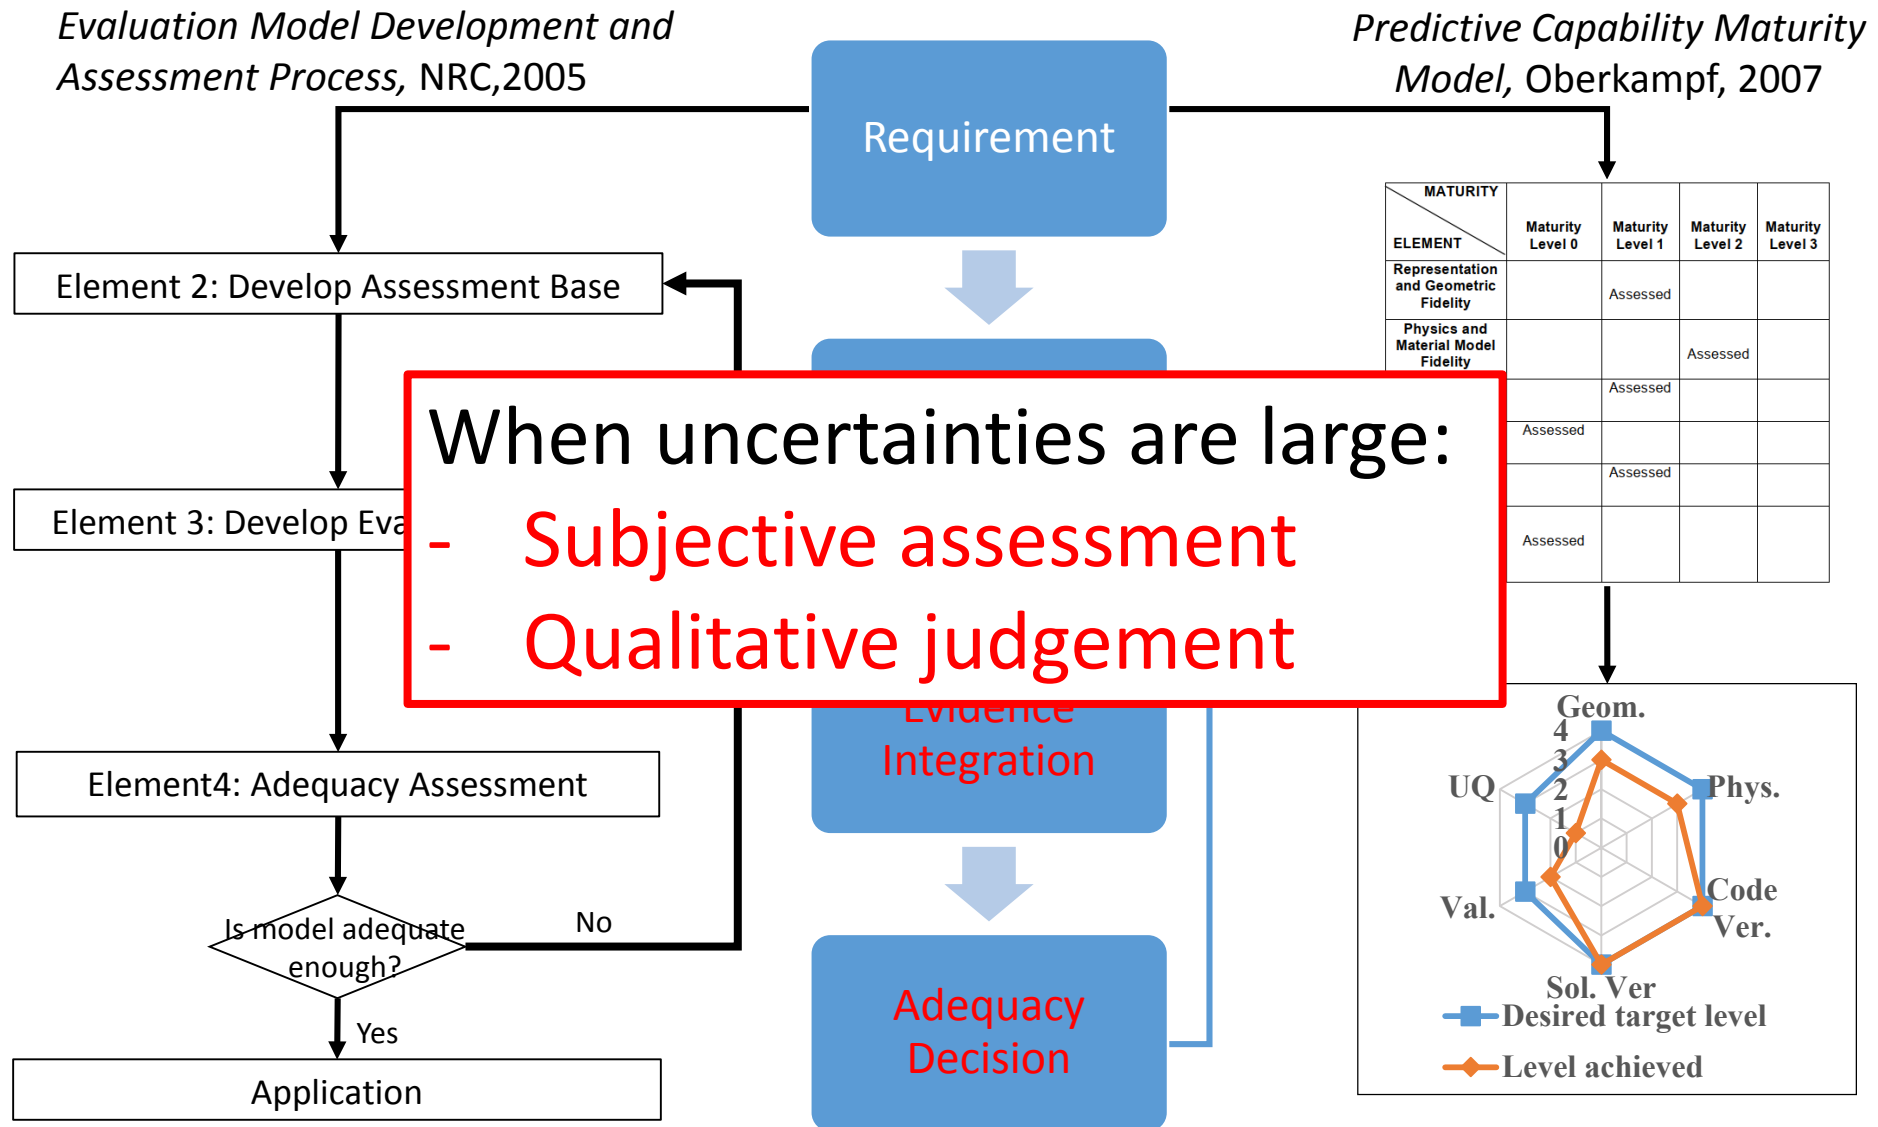 Evaluation Model Development and
Assessment Process, NRC,2005
Predictive Capability Maturity
Model, Oberkampf, 2007
Requirement
MATURITY
ELEMENT
Maturity
Level 0
Maturity
Level 1
Maturity
Level 2
Maturity
Level 3
Representation
and Geometric
Fidelity
Assessed
Physics and
Material Model
Fidelity
Assessed
Assessed
Assessed
Assessed
Assessed
Element 2: Develop Assessment Base
Element 3: Develop Eva
When uncertainties are large:
- Subjective assessment
- Qualitative judgement
Evidence
Integration
Element4: Adequacy Assessment
Is model adequate
enough?
No
Yes
Application
Adequacy
Decision
Geom.
4
3
2
1
0
UQ
Phys.
Val.
Code
Ver.
Sol. Ver
Desired target level
Level achieved